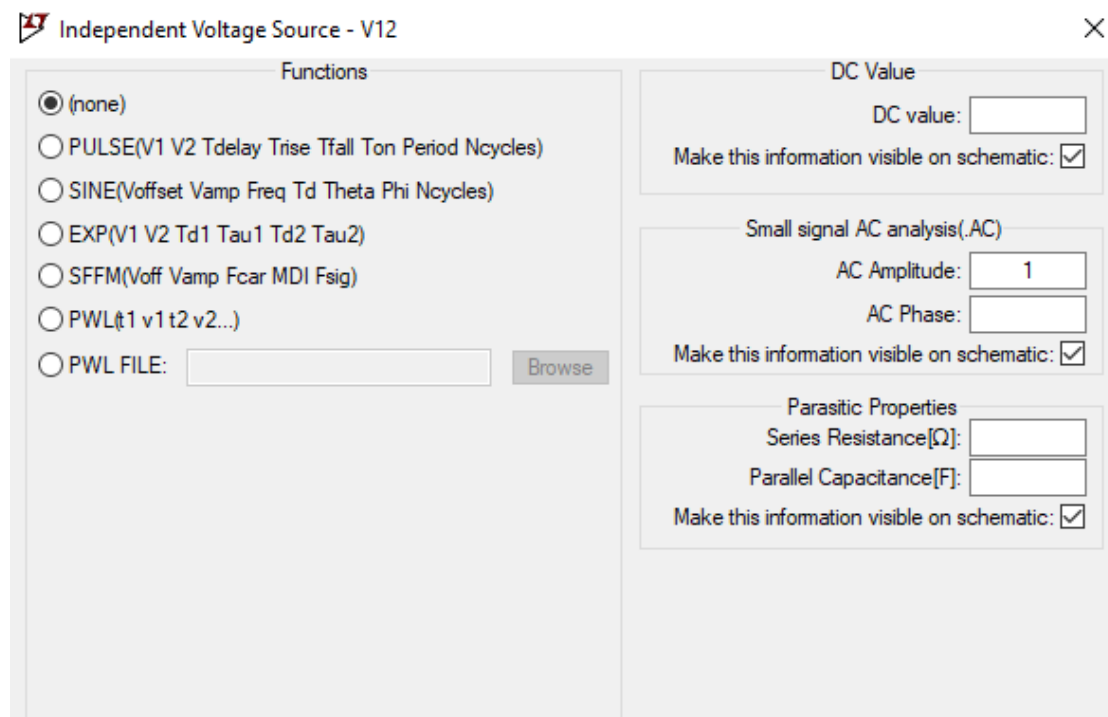 Independent Voltage Source - V12
Functions
(none)
PULSE(V1 V2 Tdelay Trise Tfall Ton Period Ncycles)
SINE(Voffset Vamp Freq Td Theta Phi Ncycles)
EXP(V1 V2 Td1 Tau1 Td2 Tau2)
SFFM(Voff Vamp Fcar MDI Fsig)
PWL(t1 v1 t2 v2...)
PWL FILE: Browse
DC Value
DC value:
Make this information visible on schematic:
Small signal AC analysis(.AC)
AC Amplitude: 1
AC Phase:
Make this information visible on schematic:
Parasitic Properties
Series Resistance[Ω]:
Parallel Capacitance[F]:
Make this information visible on schematic: